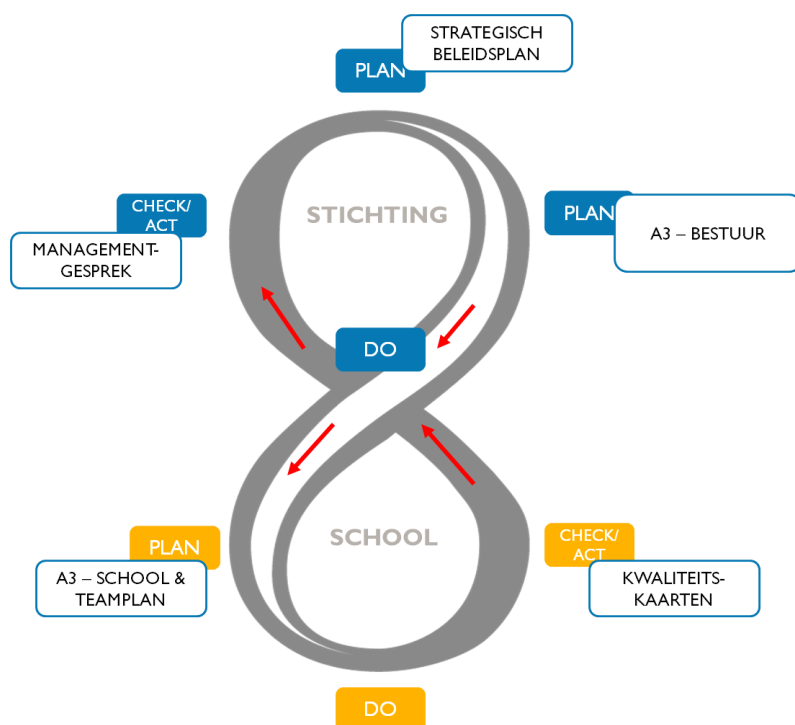 STRATEGISCH
BELEIDSPLAN
PLAN
CHECK/
ACT
MANAGEMENT-
GESPREK
STICHTING
PLAN
A3 – BESTUUR
DO
PLAN
A3 – SCHOOL &
TEAMPLAN
SCHOOL
CHECK/
ACT
KWALITEITS-
KAARTEN
DO